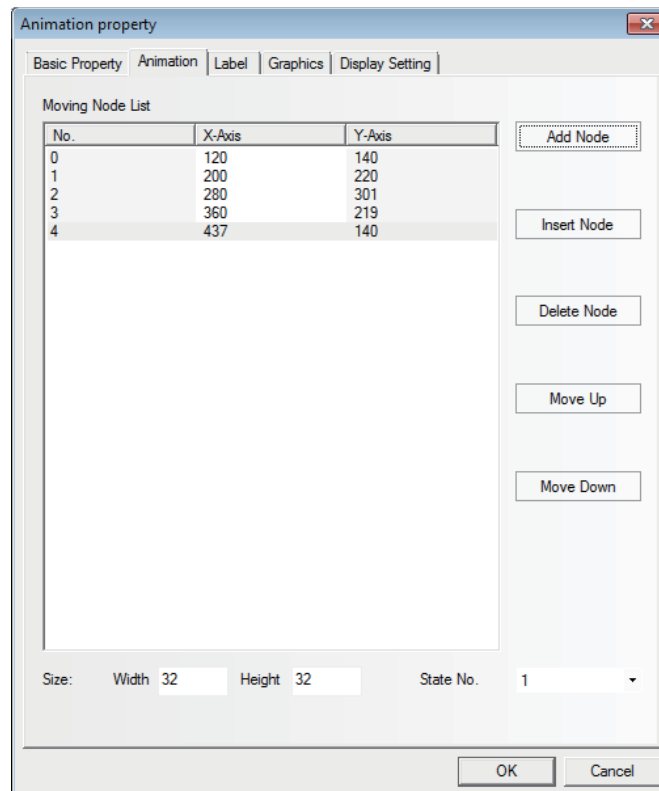 Animation property
Basic Property Animation Label Graphics Display Setting
Moving Node List
No. X-Axis Y-Axis
0 120 140
1 200 220
2 280 301
3 360 219
4 437 140
Add Node
Insert Node
Delete Node
Move Up
Move Down
Size: Width 32 Height 32 State No. 1
OK Cancel